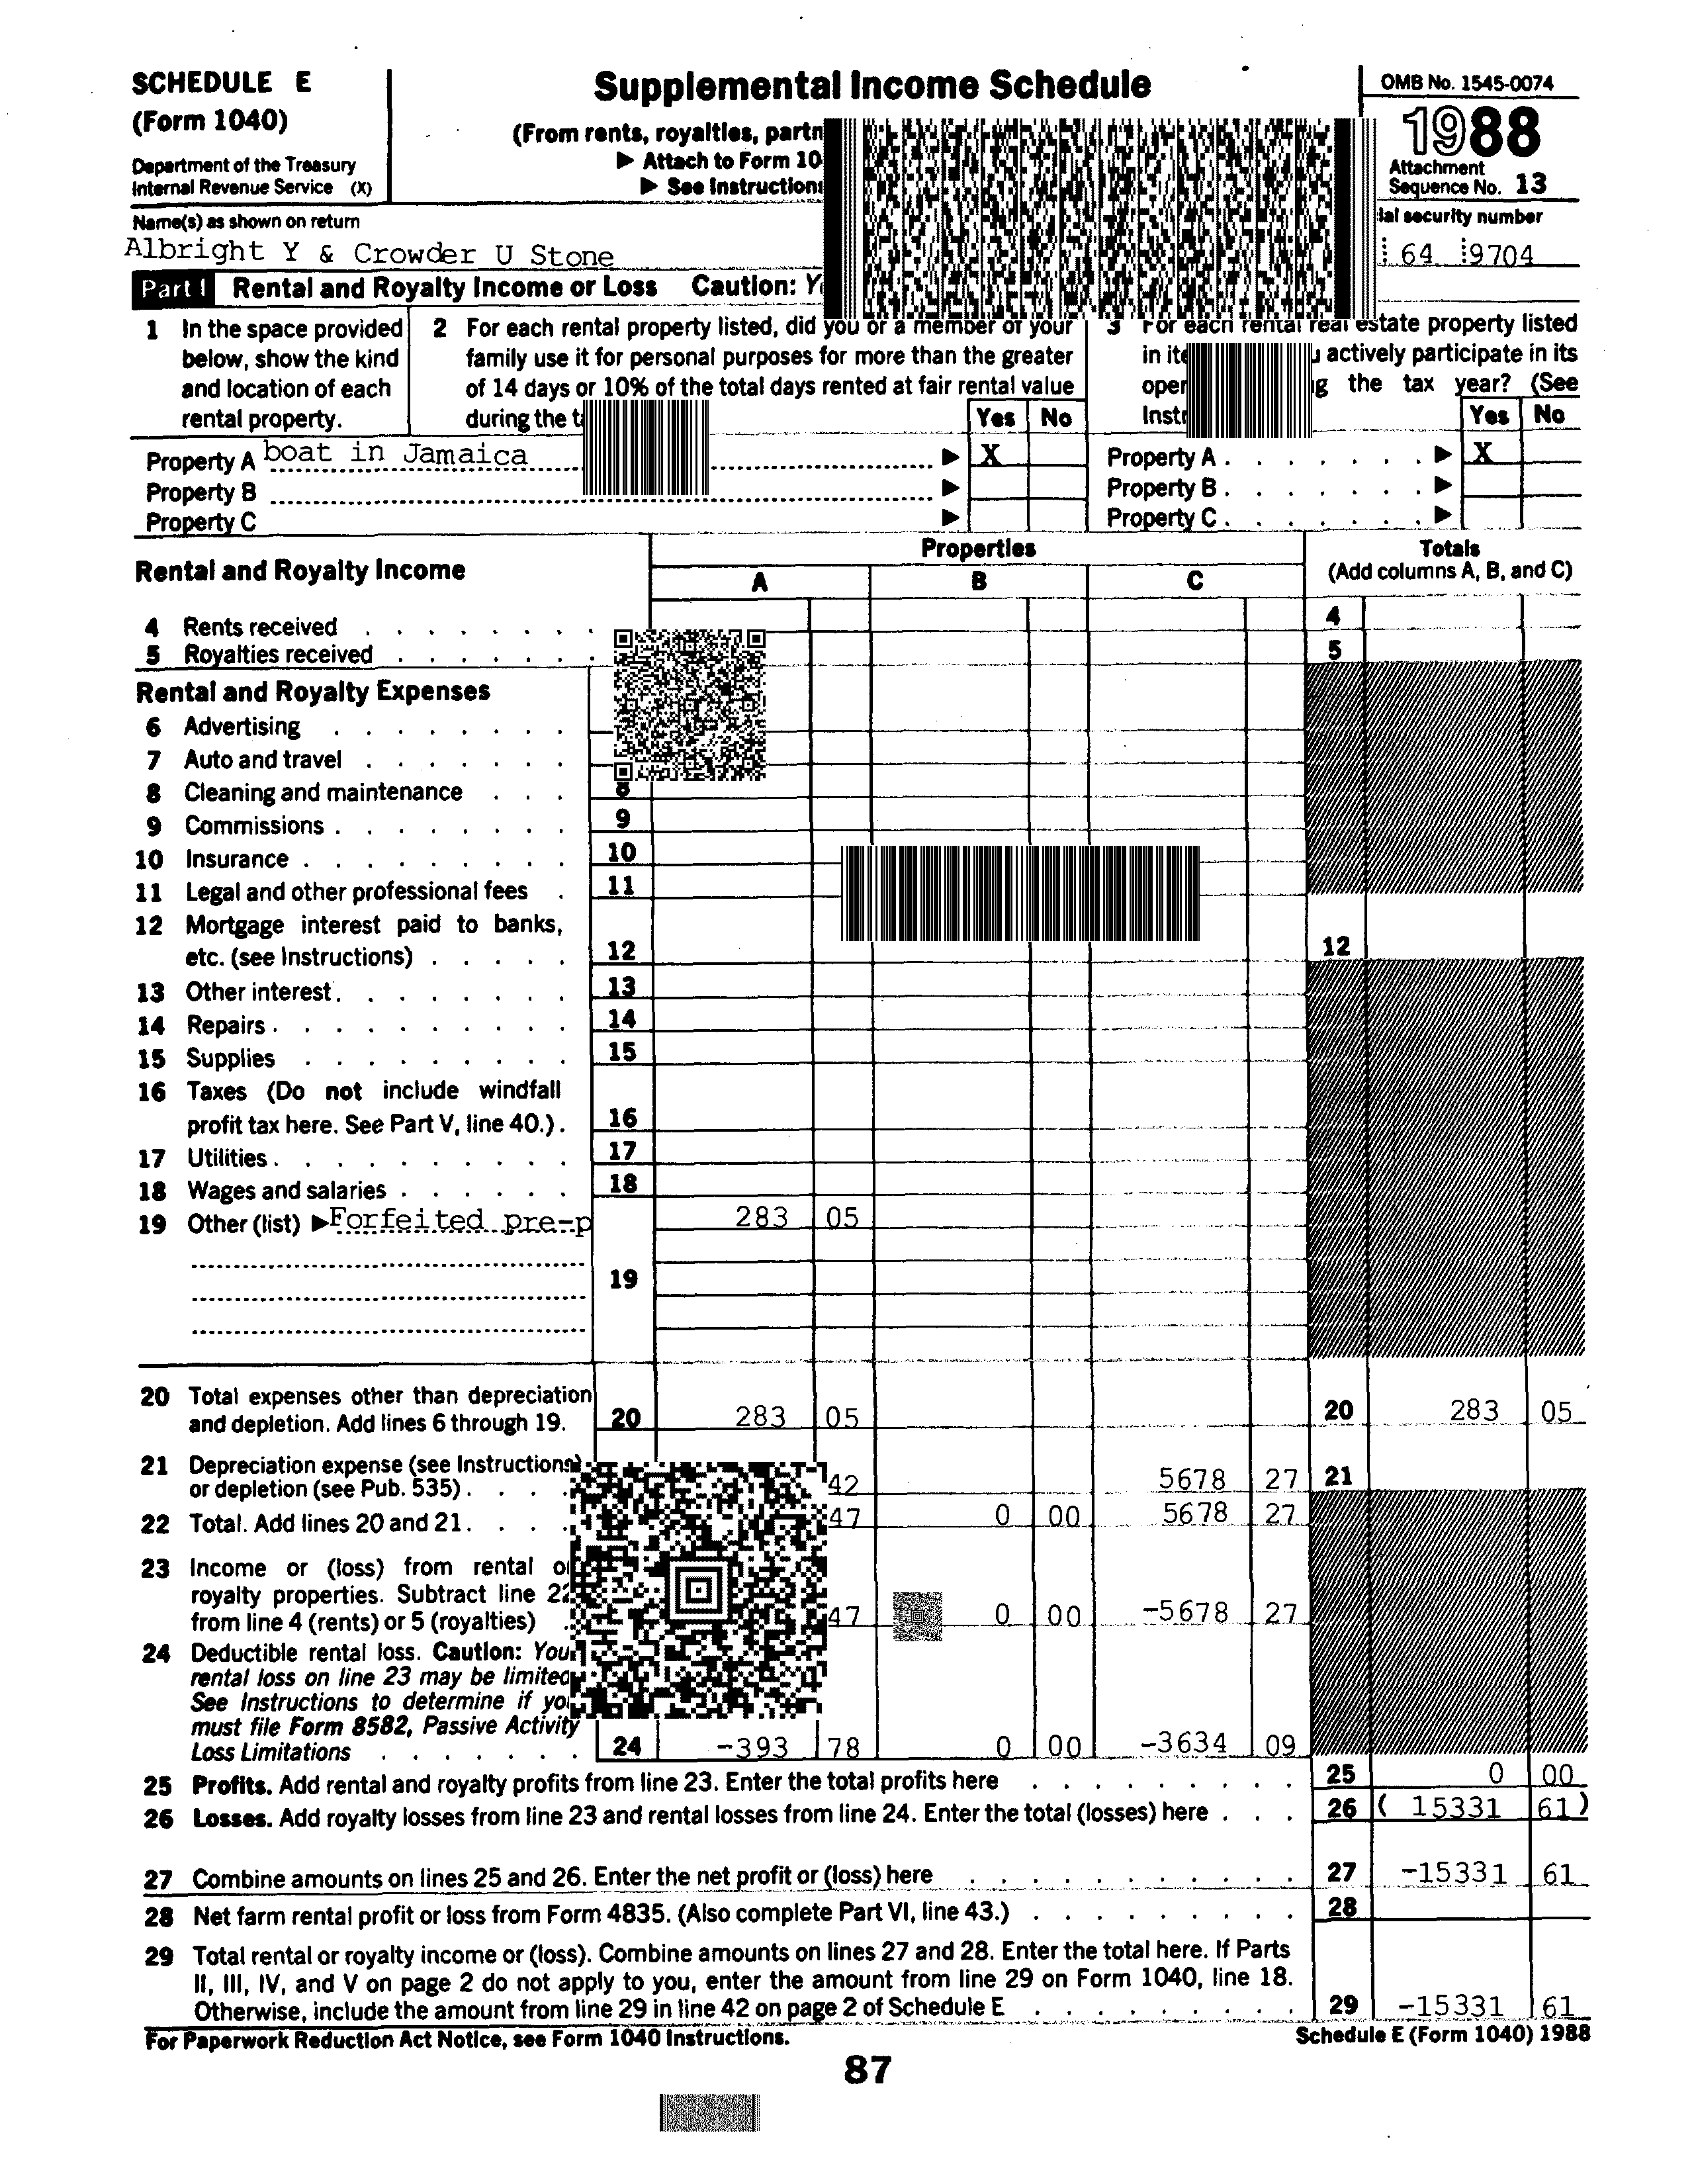 SCHEDULE E
(Form 1040)
Department of the Treasury
Internal Revenue Service (X)
Supplemental Income Schedule
(From rents, royalties,
▶ Attach to Form
▶ See
OMB No. 1545-0074
1988
Attachment
Sequence No. 13
Name(s) as shown on return
security number
Albright Y & Crowder U Stone
64 9704
Part I Rental and Royalty Income or Loss Caution:
1 In the space provided below, show the kind and location of each rental property.
2 For each rental property listed, did you or a member of your
family use it for personal purposes for more than the greater
of 14 days or 10% of the total days rented at fair rental value
during the
Yes No
3 For each rental real estate property listed
in actively participate in its
the tax year? (See
Yes No
Property A boat in Jamaica ▶ X
Property B ▶
Property C ▶
Property A . . . . . . . ▶ X
Property B . . . . . . . ▶
Property C . . . . . . . ▶
Rental and Royalty Income
Properties
A B C
Totals
(Add columns A, B, and C)
4 Rents received . . . . . . . . 4
5 Royalties received . . . . . . . 5
Rental and Royalty Expenses
6 Advertising . . . . . . . .
7 Auto and travel . . . . . . .
8 Cleaning and maintenance . . . 8
9 Commissions . . . . . . . . 9
10 Insurance . . . . . . . . . 10
11 Legal and other professional fees . 11
12 Mortgage interest paid to banks,
etc. (see Instructions) . . . . . 12 12
13 Other interest . . . . . . . . 13
14 Repairs . . . . . . . . . . 14
15 Supplies . . . . . . . . . 15
16 Taxes (Do not include windfall
profit tax here. See Part V, line 40.) . 16
17 Utilities . . . . . . . . . . 17
18 Wages and salaries . . . . . . 18
19 Other (list) ▶ Forfeited pre-p 283 05
19
20 Total expenses other than depreciation
and depletion. Add lines 6 through 19. 20 283 05 20 283 05
21 Depreciation expense (see Instructions)
or depletion (see Pub. 535) . . . . 42 5678 27 21
22 Total. Add lines 20 and 21 . . . . 47 0 00 5678 27
23 Income or (loss) from rental
royalty properties. Subtract line
from line 4 (rents) or 5 (royalties) . 47 0 00 -5678 27
24 Deductible rental loss. Caution:
rental loss on line 23 may be
See Instructions to determine if
must file Form 8582, Passive Activity
Loss Limitations . . . . . . . 24 -393 78 0 00 -3634 09
25 Profits. Add rental and royalty profits from line 23. Enter the total profits here . . . . . . . . . 25 0 00
26 Losses. Add royalty losses from line 23 and rental losses from line 24. Enter the total (losses) here . . . 26 ( 15331 61 )
27 Combine amounts on lines 25 and 26. Enter the net profit or (loss) here . . . . . . . . . . . 27 -15331 61
28 Net farm rental profit or loss from Form 4835. (Also complete Part VI, line 43.) . . . . . . . . . 28
29 Total rental or royalty income or (loss). Combine amounts on lines 27 and 28. Enter the total here. If Parts
II, III, IV, and V on page 2 do not apply to you, enter the amount from line 29 on Form 1040, line 18.
Otherwise, include the amount from line 29 in line 42 on page 2 of Schedule E . . . . . . . . . 29 -15331 61
For Paperwork Reduction Act Notice, see Form 1040 Instructions.
Schedule E (Form 1040) 1988
87